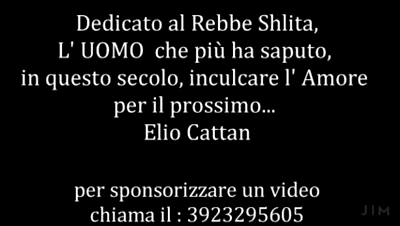 Dedicato al Rebbe Shlita,
L' UOMO che più ha saputo,
in questo secolo, inculcare l' Amore
per il prossimo...
Elio Cattan
per sponsorizzare un video
chiama il : 3923295605
JIM